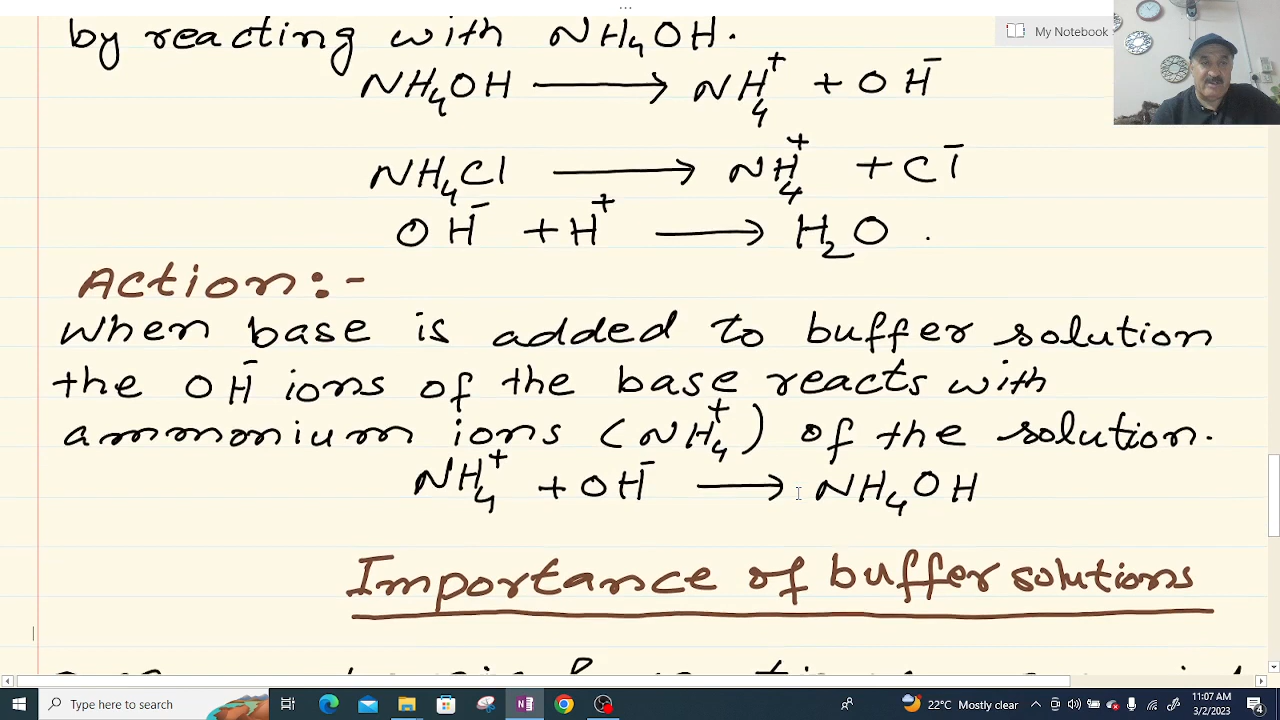 My Notebook
by reacting with NH₄OH.
NH₄OH ⟶ NH₄⁺ + OH⁻
NH₄Cl ⟶ NH₄⁺ + Cl⁻
OH⁻ + H⁺ ⟶ H₂O .
Action:-
When base is added to buffer solution
the OH⁻ ions of the base reacts with
ammonium ions (NH₄⁺) of the solution.
NH₄⁺ + OH⁻ ⟶ NH₄OH
Importance of buffer solutions
Type here to search
22°C Mostly clear
11:07 AM
3/2/2023